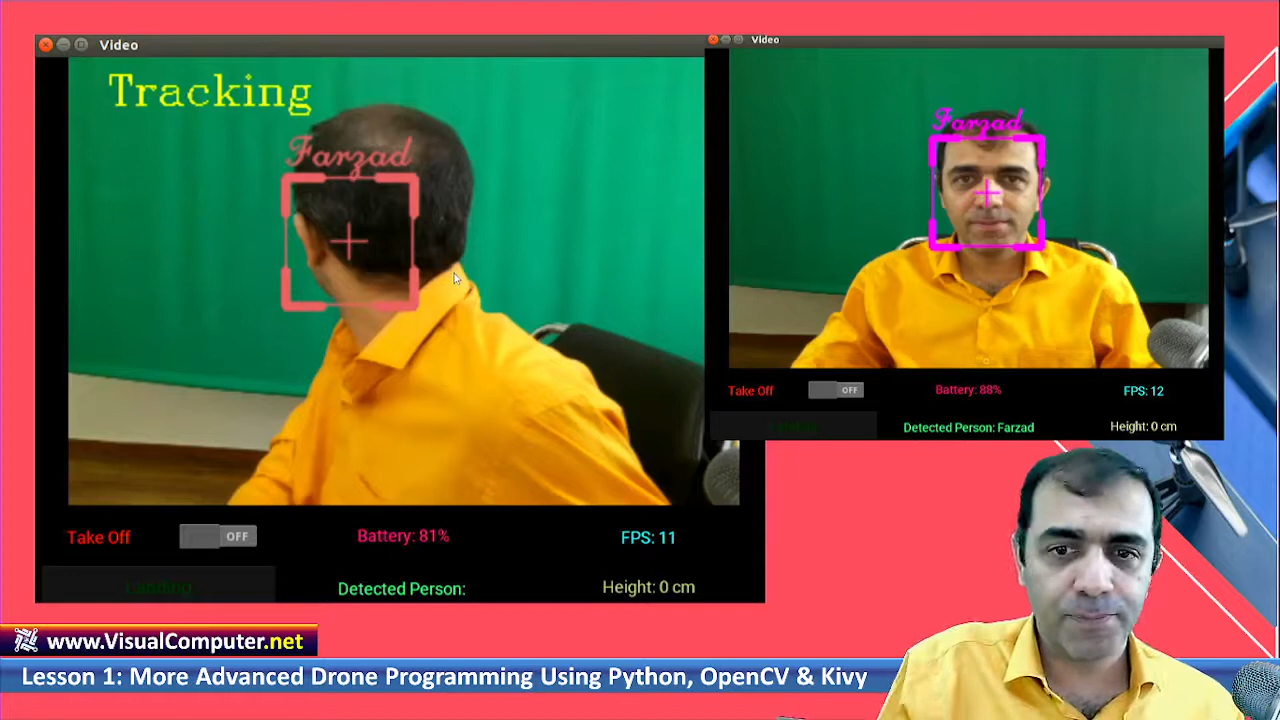 Video
Tracking
Farzad
Take Off
OFF
Battery: 81%
FPS: 11
Landing
Detected Person:
Height: 0 cm
Video
Farzad
Take Off
OFF
Battery: 88%
FPS: 12
Detected Person: Farzad
Height: 0 cm
www.VisualComputer.net
Lesson 1: More Advanced Drone Programming Using Python, OpenCV & Kivy